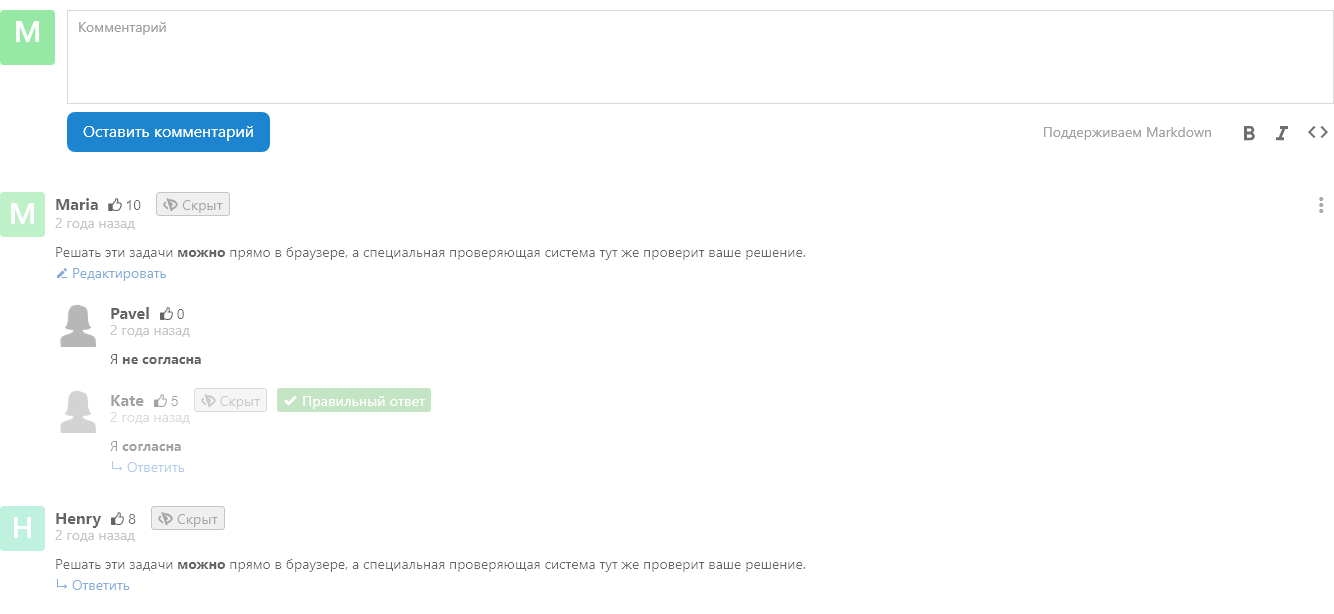 M
Комментарий
Оставить комментарий
Поддерживаем Markdown B I <>
M
Maria 10 Скрыт
2 года назад
Решать эти задачи можно прямо в браузере, а специальная проверяющая система тут же проверит ваше решение.
Редактировать
Pavel 0
2 года назад
Я не согласна
Kate 5 Скрыт Правильный ответ
2 года назад
Я согласна
Ответить
H
Henry 8 Скрыт
2 года назад
Решать эти задачи можно прямо в браузере, а специальная проверяющая система тут же проверит ваше решение.
Ответить